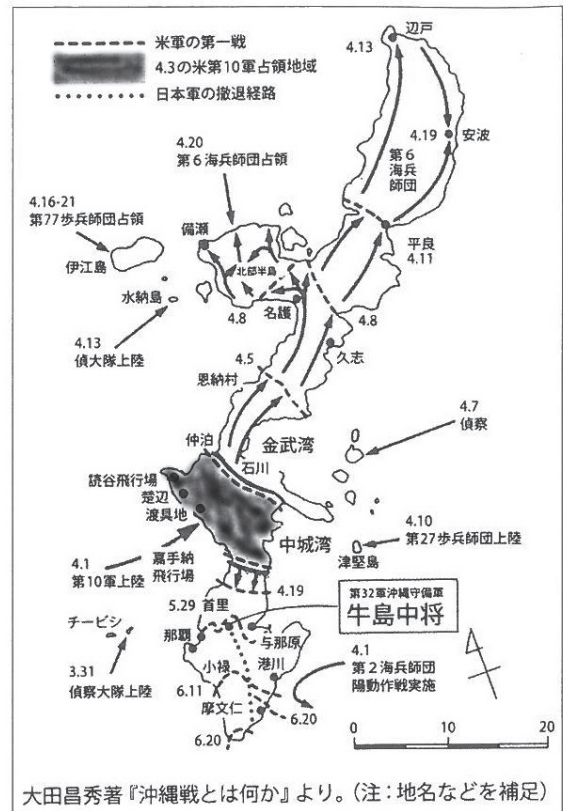 米軍の第一戦
4.3の米第10軍占領地域
日本軍の撤退経路
4.13
辺戸
4.19
安波
第6
海兵
師団
4.20
第6海兵師団占領
4.16-21
第77歩兵師団占領
伊江島
備瀬
北部半島
平良
4.11
水納島
名護
4.8
4.8
4.13
偵大隊上陸
久志
4.5
恩納村
4.7
偵察
仲泊
金武湾
石川
読谷飛行場
楚辺
渡具地
中城湾
4.10
第27歩兵師団上陸
津堅島
4.1
第10軍上陸
嘉手納
飛行場
4.19
5.29
首里
第32軍沖縄守備軍
牛島中将
チービシ
那覇
与那原
3.31
偵察大隊上陸
小禄
港川
4.1
第2海兵師団
陽動作戦実施
6.11
摩文仁
6.20
6.20
0
10
20
大田昌秀著『沖縄戦とは何か』より。(注:地名などを補足)